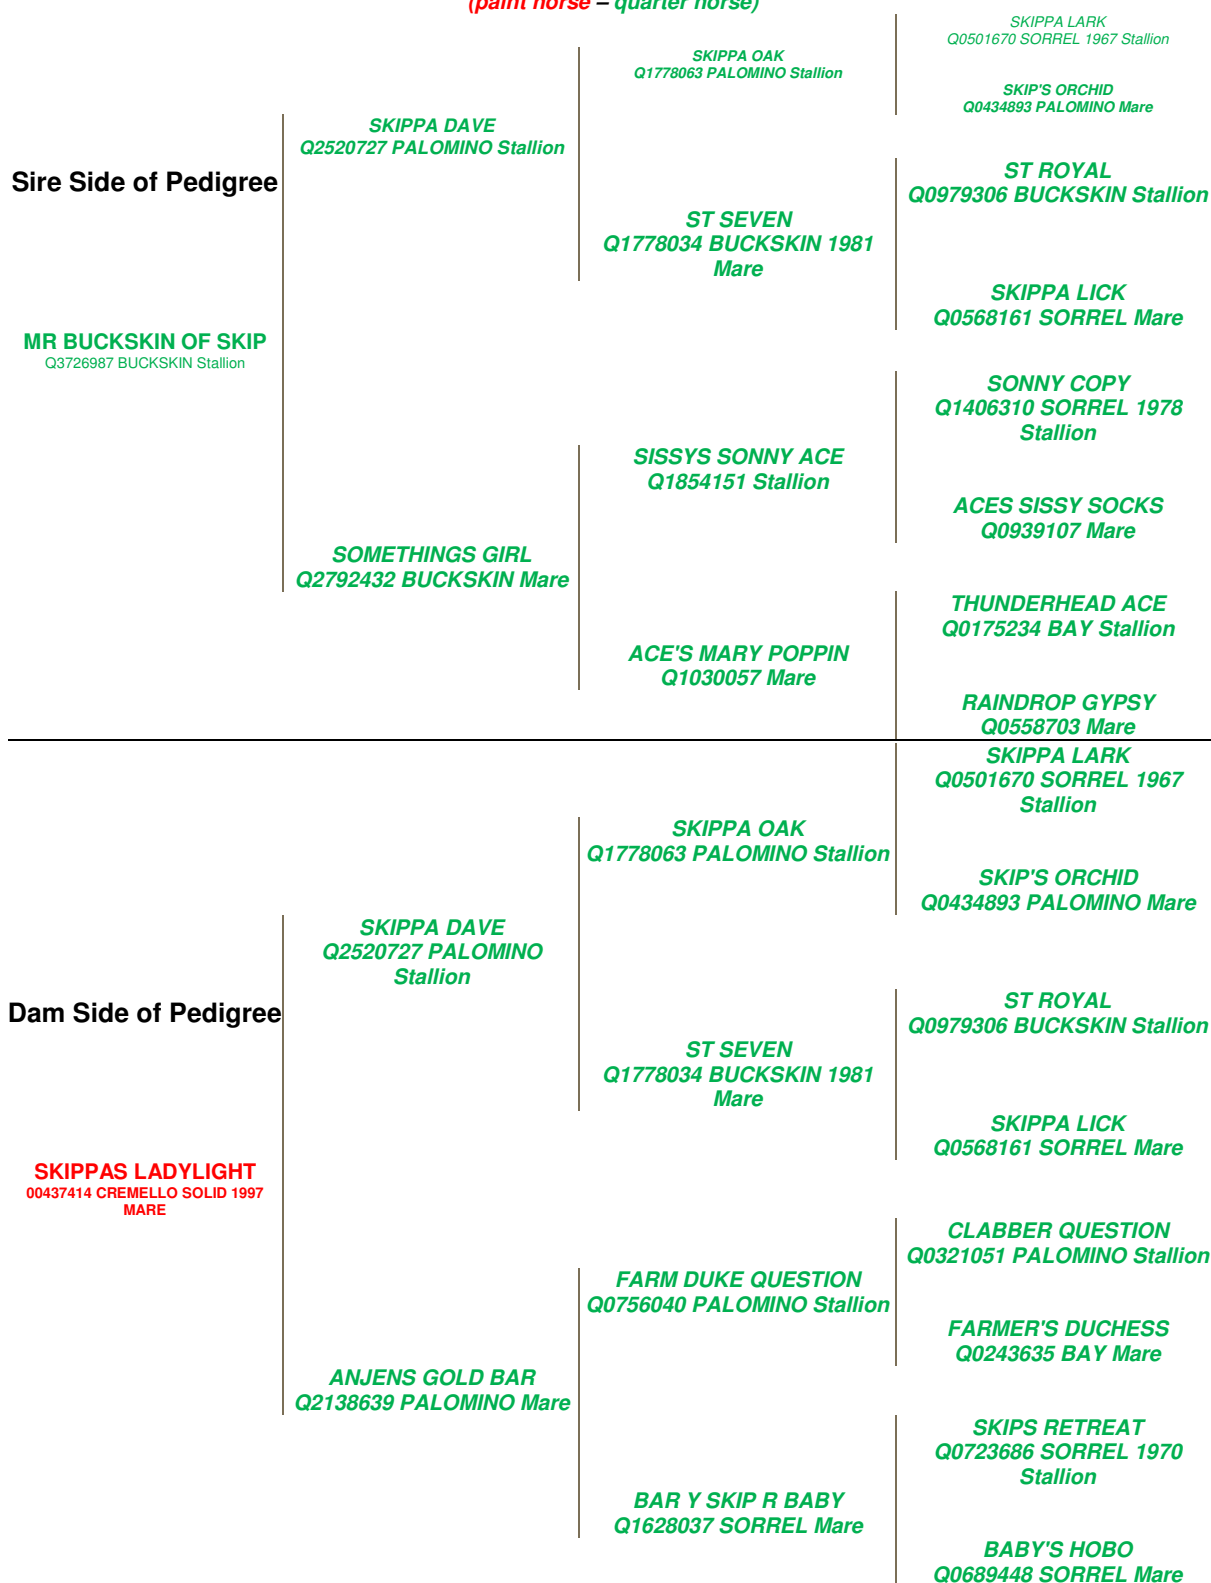 (paint horse – quarter horse)
SKIPPA LARK
Q0501670 SORREL 1967 Stallion
SKIPPA OAK
Q1778063 PALOMINO Stallion
SKIP'S ORCHID
Q0434893 PALOMINO Mare
SKIPPA DAVE
Q2520727 PALOMINO Stallion
Sire Side of Pedigree
ST ROYAL
Q0979306 BUCKSKIN Stallion
ST SEVEN
Q1778034 BUCKSKIN 1981
Mare
SKIPPA LICK
Q0568161 SORREL Mare
MR BUCKSKIN OF SKIP
Q3726987 BUCKSKIN Stallion
SONNY COPY
Q1406310 SORREL 1978
Stallion
SISSYS SONNY ACE
Q1854151 Stallion
ACES SISSY SOCKS
Q0939107 Mare
SOMETHINGS GIRL
Q2792432 BUCKSKIN Mare
THUNDERHEAD ACE
Q0175234 BAY Stallion
ACE'S MARY POPPIN
Q1030057 Mare
RAINDROP GYPSY
Q0558703 Mare
SKIPPA LARK
Q0501670 SORREL 1967
Stallion
SKIPPA OAK
Q1778063 PALOMINO Stallion
SKIP'S ORCHID
Q0434893 PALOMINO Mare
SKIPPA DAVE
Q2520727 PALOMINO
Stallion
Dam Side of Pedigree
ST ROYAL
Q0979306 BUCKSKIN Stallion
ST SEVEN
Q1778034 BUCKSKIN 1981
Mare
SKIPPA LICK
Q0568161 SORREL Mare
SKIPPAS LADYLIGHT
00437414 CREMELLO SOLID 1997
MARE
CLABBER QUESTION
Q0321051 PALOMINO Stallion
FARM DUKE QUESTION
Q0756040 PALOMINO Stallion
FARMER'S DUCHESS
Q0243635 BAY Mare
ANJENS GOLD BAR
Q2138639 PALOMINO Mare
SKIPS RETREAT
Q0723686 SORREL 1970
Stallion
BAR Y SKIP R BABY
Q1628037 SORREL Mare
BABY'S HOBO
Q0689448 SORREL Mare